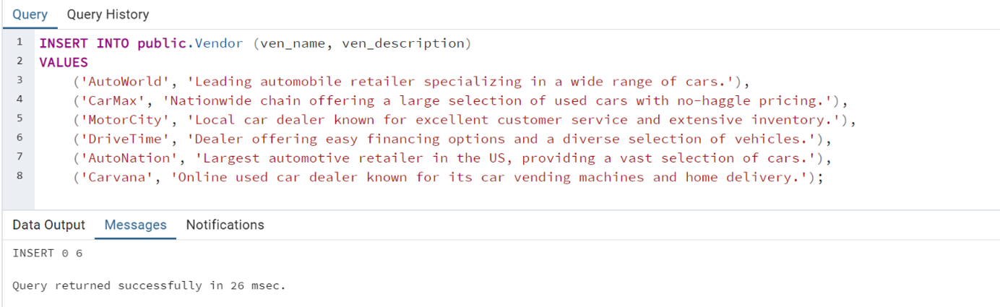 Query Query History
1 INSERT INTO public.Vendor (ven_name, ven_description)
2 VALUES
3 ('AutoWorld', 'Leading automobile retailer specializing in a wide range of cars.'),
4 ('CarMax', 'Nationwide chain offering a large selection of used cars with no-haggle pricing.'),
5 ('MotorCity', 'Local car dealer known for excellent customer service and extensive inventory.'),
6 ('DriveTime', 'Dealer offering easy financing options and a diverse selection of vehicles.'),
7 ('AutoNation', 'Largest automotive retailer in the US, providing a vast selection of cars.'),
8 ('Carvana', 'Online used car dealer known for its car vending machines and home delivery.');
Data Output Messages Notifications
INSERT 0 6
Query returned successfully in 26 msec.